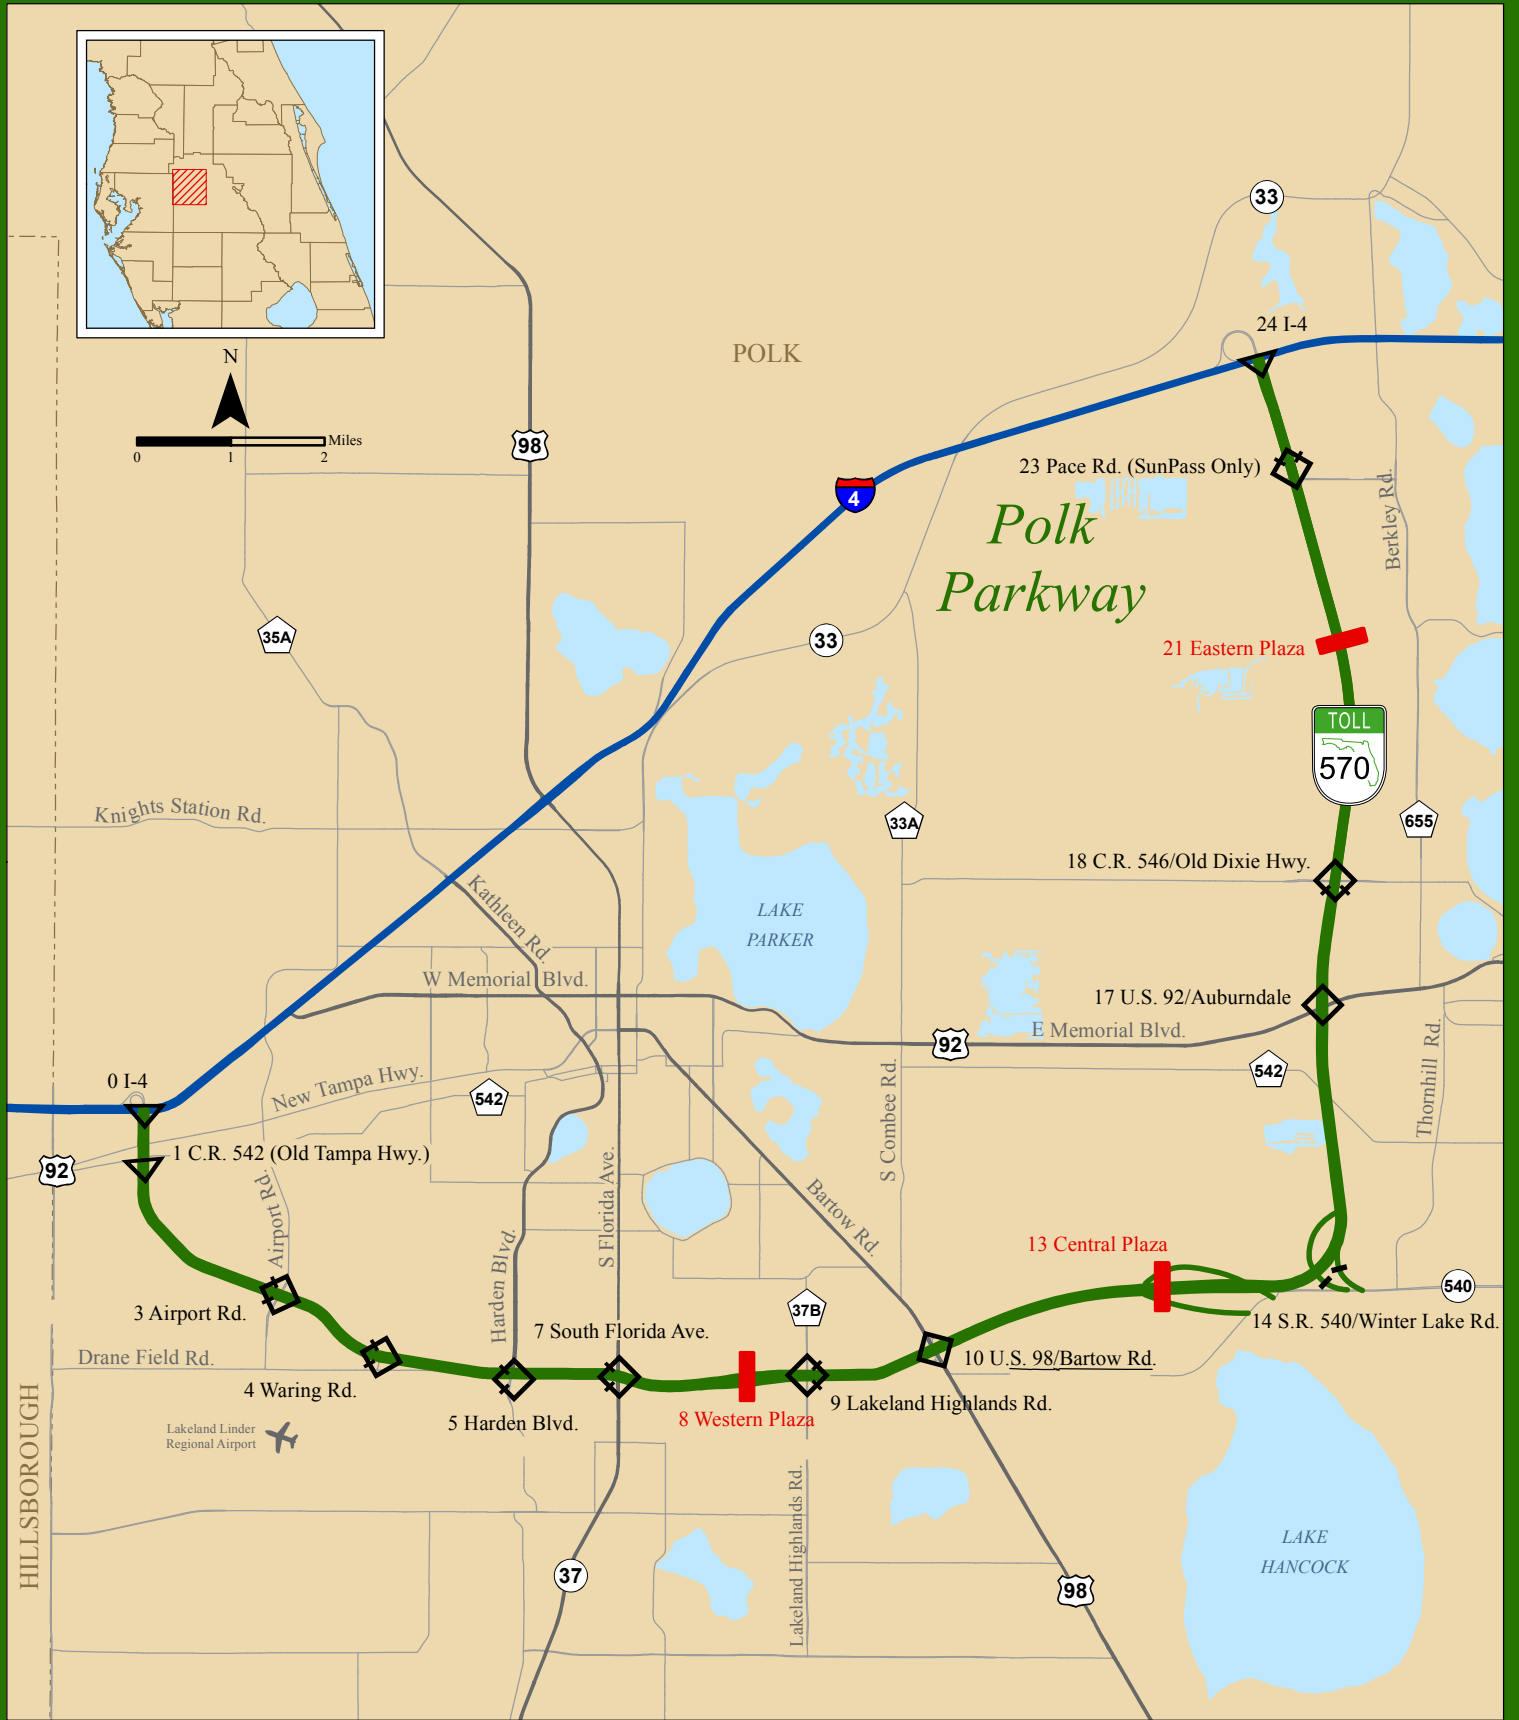 33
24 I-4
N
POLK
Miles
0 1 2
98
23 Pace Rd. (SunPass Only)
4
Berkley Rd.
Polk
Parkway
35A
33
21 Eastern Plaza
TOLL
570
Knights Station Rd.
33A
655
18 C.R. 546/Old Dixie Hwy.
Kathleen Rd.
LAKE
PARKER
W Memorial Blvd.
17 U.S. 92/Auburndale
E Memorial Blvd.
92
0 I-4
New Tampa Hwy.
542
S Combee Rd.
542
Thornhill Rd.
1 C.R. 542 (Old Tampa Hwy.)
92
Airport Rd.
S Florida Ave.
Bartow Rd.
Harden Blvd.
13 Central Plaza
540
3 Airport Rd.
37B
14 S.R. 540/Winter Lake Rd.
7 South Florida Ave.
Drane Field Rd.
10 U.S. 98/Bartow Rd.
4 Waring Rd.
9 Lakeland Highlands Rd.
5 Harden Blvd.
8 Western Plaza
Lakeland Linder
Regional Airport
HILLSBOROUGH
Lakeland Highlands Rd.
LAKE
HANCOCK
37
98